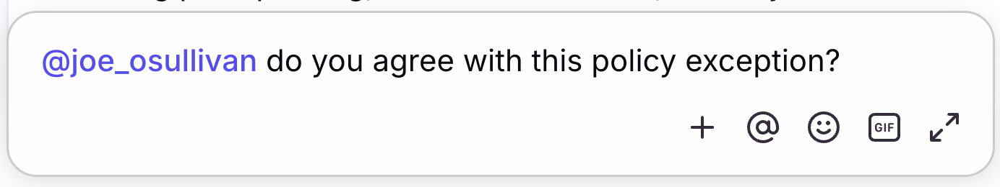 @joe_osullivan do you agree with this policy exception?
GIF